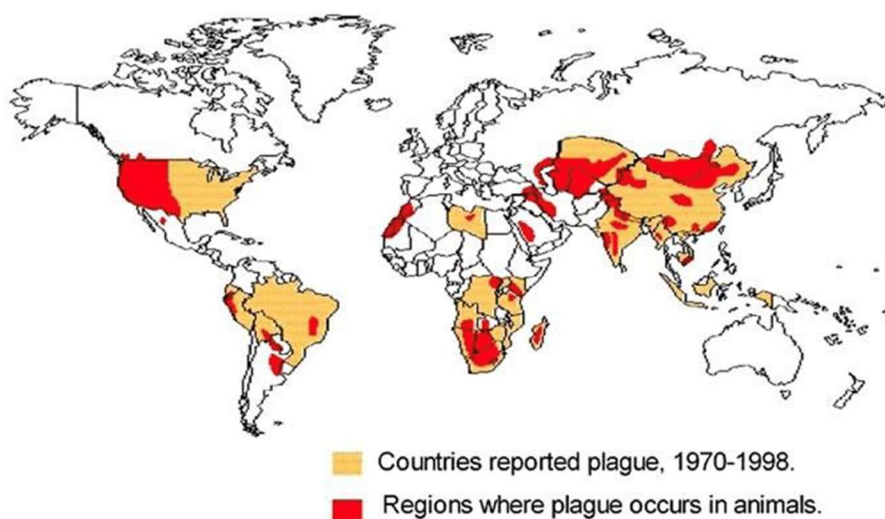 Countries reported plague, 1970-1998.
Regions where plague occurs in animals.